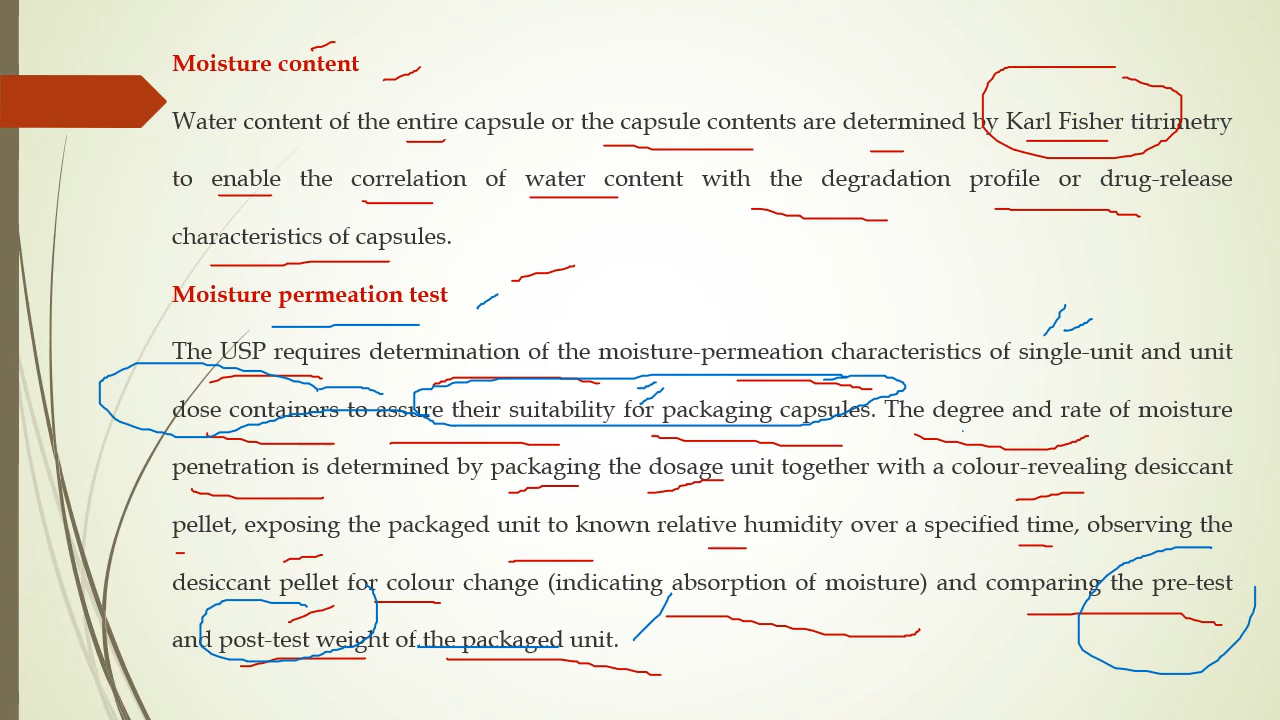 Moisture content
Water content of the entire capsule or the capsule contents are determined by Karl Fisher titrimetry
to enable the correlation of water content with the degradation profile or drug-release
characteristics of capsules.
Moisture permeation test
The USP requires determination of the moisture-permeation characteristics of single-unit and unit
dose containers to assure their suitability for packaging capsules. The degree and rate of moisture
penetration is determined by packaging the dosage unit together with a colour-revealing desiccant
pellet, exposing the packaged unit to known relative humidity over a specified time, observing the
desiccant pellet for colour change (indicating absorption of moisture) and comparing the pre-test
and post-test weight of the packaged unit.